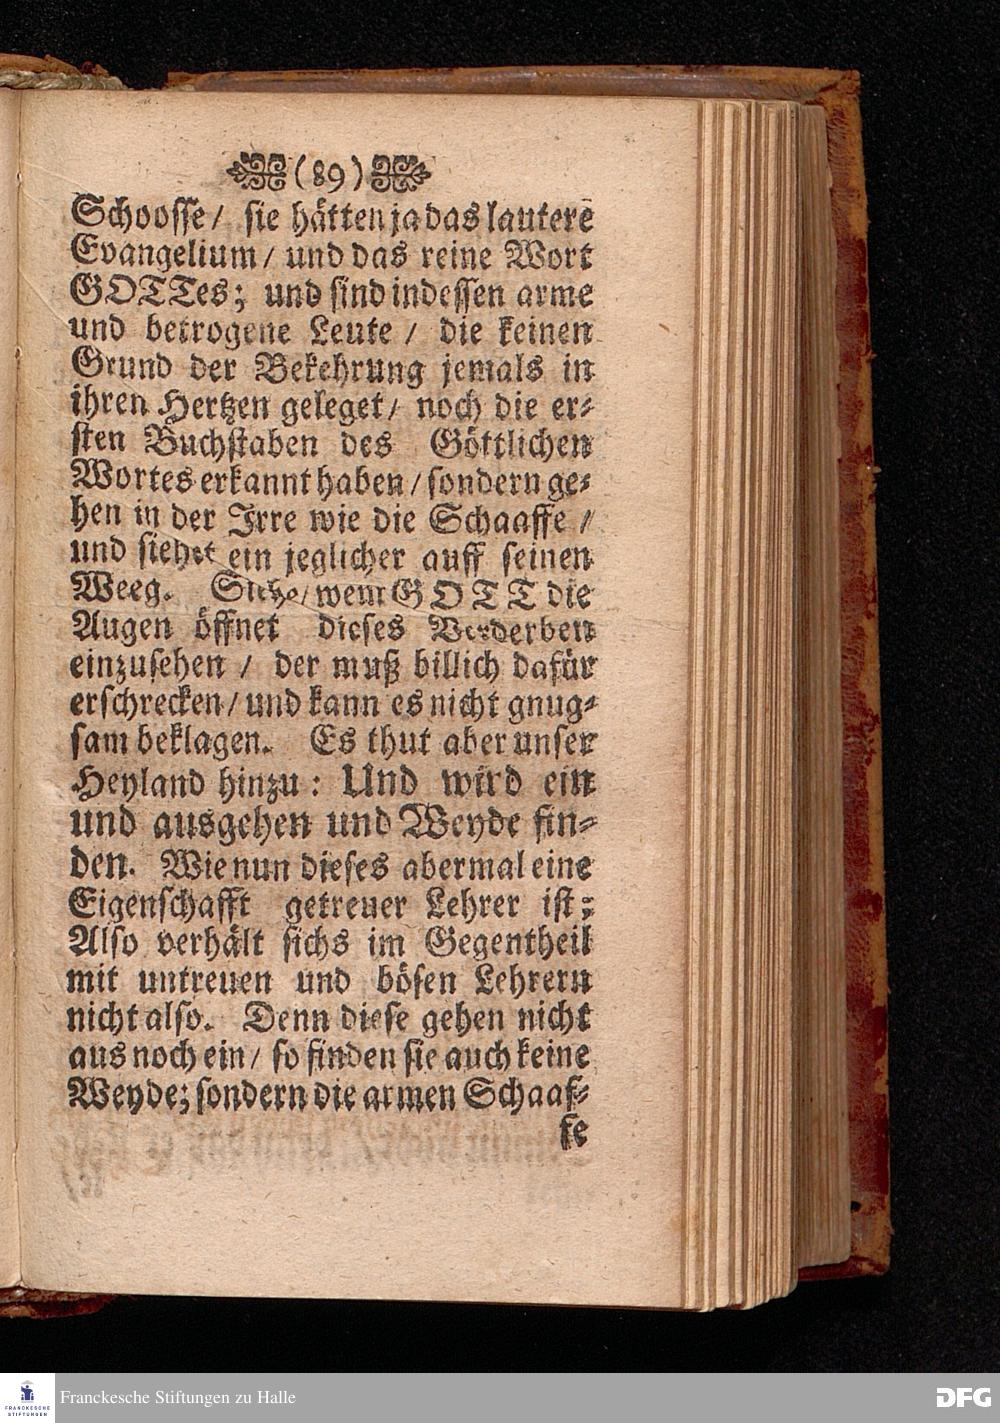 (89)
Schoosse/ sie hätten ja das lautere
Evangelium/ und das reine Wort
GOTTes; und sind indessen arme
und betrogene Leute/ die keinen
Grund der Bekehrung jemals in
ihren Hertzen geleget/ noch die er⸗
sten Buchstaben des Göttlichen
Wortes erkannt haben/ sondern ge⸗
hen in der Irre wie die Schaaffe/
und siehet ein jeglicher auff seinen
Weeg. Siehe/ wem GOTT die
Augen öffnet dieses Verderben
einzusehen/ der muß billich dafür
erschrecken/ und kann es nicht gnug⸗
sam beklagen. Es thut aber unser
Heyland hinzu: Und wird ein
und ausgehen und Weyde fin⸗
den. Wie nun dieses abermal eine
Eigenschafft getreuer Lehrer ist;
Also verhält sichs im Gegentheil
mit untreuen und bösen Lehrern
nicht also. Denn diese gehen nicht
aus noch ein/ so finden sie auch keine
Weyde; sondern die armen Schaaf⸗
fe
Franckesche Stiftungen zu Halle
FRANCKESCHE
STIFTUNGEN
DFG